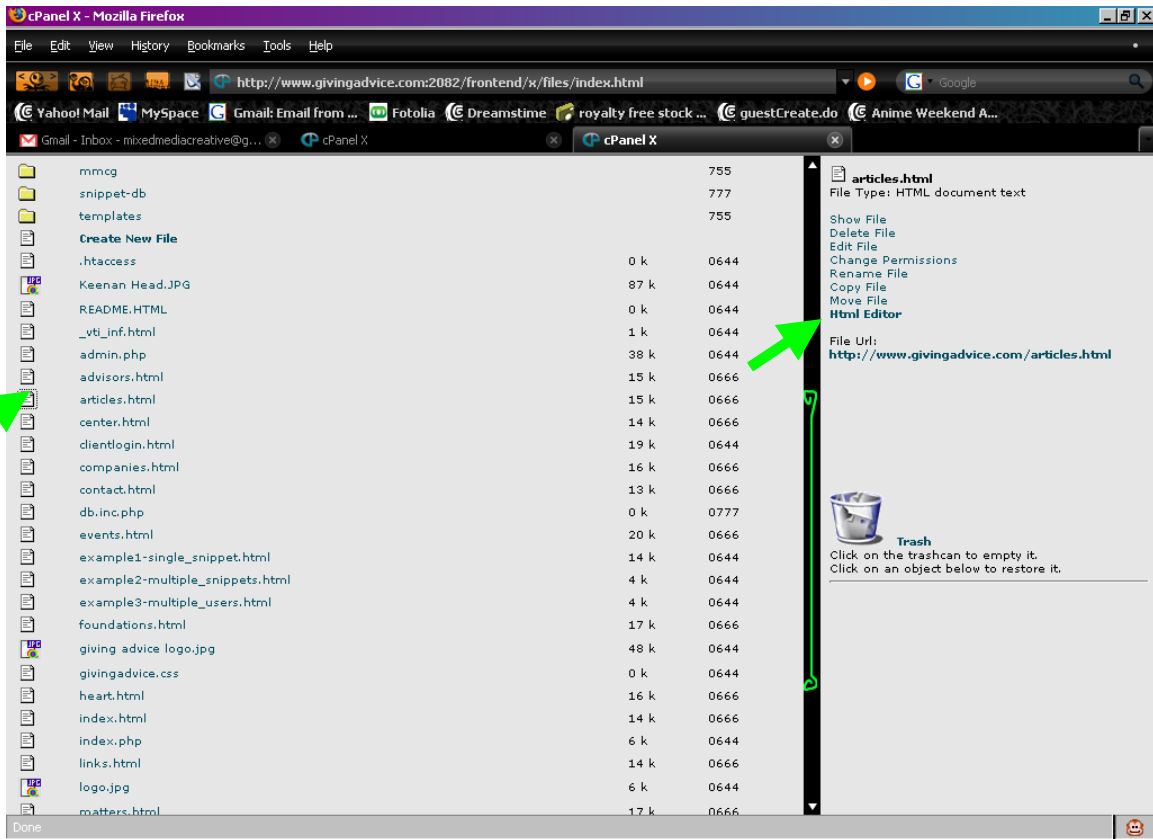 cPanel X - Mozilla Firefox
File Edit View History Bookmarks Tools Help
http://www.givingadvice.com:2082/frontend/x/files/index.html G Google
Yahoo! Mail MySpace G Gmail: Email from ... Fotolia Dreamstime royalty free stock ... guestCreate.do Anime Weekend A...
Gmail - Inbox - mixedmediacreative@g... cPanel X cPanel X
mmcg 755
snippet-db 777
templates 755
Create New File
.htaccess 0 k 0644
Keenan Head.JPG 87 k 0644
README.HTML 0 k 0644
_vti_inf.html 1 k 0644
admin.php 38 k 0644
advisors.html 15 k 0666
articles.html 15 k 0666
center.html 14 k 0666
clientlogin.html 19 k 0644
companies.html 16 k 0666
contact.html 13 k 0666
db.inc.php 0 k 0777
events.html 20 k 0666
example1-single_snippet.html 14 k 0644
example2-multiple_snippets.html 4 k 0644
example3-multiple_users.html 4 k 0644
foundations.html 17 k 0644
giving advice logo.jpg 48 k 0644
givingadvice.css 0 k 0644
heart.html 16 k 0666
index.html 14 k 0666
index.php 6 k 0644
links.html 14 k 0666
logo.jpg 6 k 0644
matters.html 17 k 0666
articles.html
File Type: HTML document text
Show File
Delete File
Edit File
Change Permissions
Rename File
Copy File
Move File
Html Editor
File Url:
http://www.givingadvice.com/articles.html
Trash
Click on the trashcan to empty it.
Click on an object below to restore it.
Done